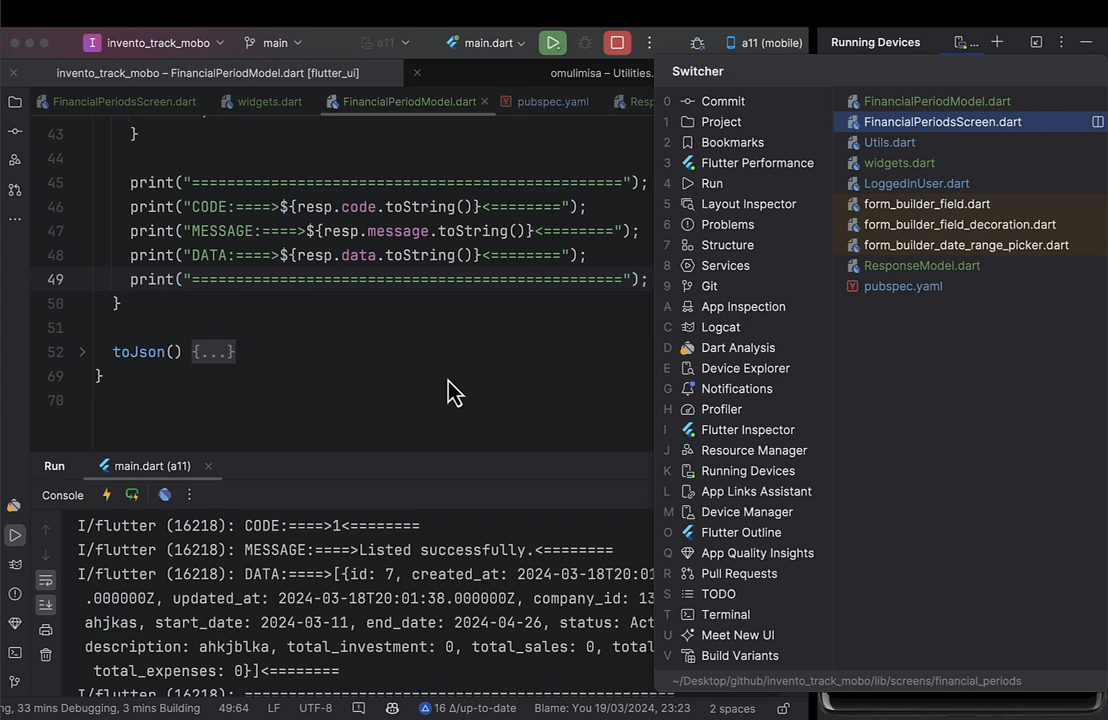 invento_track_mobo
main
a11
main.dart
a11 (mobile)
Running Devices
invento_track_mobo – FinancialPeriodModel.dart [flutter_ui]
omulimisa – Utilities.
FinancialPeriodsScreen.dart
widgets.dart
FinancialPeriodModel.dart
pubspec.yaml
Resp
43 }
44
45 print("=============================================");
46 print("CODE:====>${resp.code.toString()}<========");
47 print("MESSAGE:====>${resp.message.toString()}<========");
48 print("DATA:====>${resp.data.toString()}<========");
49 print("=============================================");
50 }
51
52 toJson() {...}
69 }
70
Run
main.dart (a11)
Console
I/flutter (16218): CODE:====>1<========
I/flutter (16218): MESSAGE:====>Listed successfully.<========
I/flutter (16218): DATA:====>[{id: 7, created_at: 2024-03-18T20:01
.000000Z, updated_at: 2024-03-18T20:01:38.000000Z, company_id: 13
ahjkas, start_date: 2024-03-11, end_date: 2024-04-26, status: Act
description: ahkjblka, total_investment: 0, total_sales: 0, tota
total_expenses: 0}]<========
I/flutter (16218): =============================================
Switcher
0 Commit
1 Project
2 Bookmarks
3 Flutter Performance
4 Run
5 Layout Inspector
6 Problems
7 Structure
8 Services
9 Git
A App Inspection
C Logcat
D Dart Analysis
E Device Explorer
G Notifications
H Profiler
I Flutter Inspector
J Resource Manager
K Running Devices
L App Links Assistant
M Device Manager
O Flutter Outline
Q App Quality Insights
R Pull Requests
S TODO
T Terminal
U Meet New UI
V Build Variants
FinancialPeriodModel.dart
FinancialPeriodsScreen.dart
Utils.dart
widgets.dart
LoggedInUser.dart
form_builder_field.dart
form_builder_field_decoration.dart
form_builder_date_range_picker.dart
ResponseModel.dart
pubspec.yaml
~/Desktop/github/invento_track_mobo/lib/screens/financial_periods
ng, 33 mins Debugging, 3 mins Building
49:64
LF
UTF-8
16 Δ/up-to-date
Blame: You 19/03/2024, 23:23
2 spaces